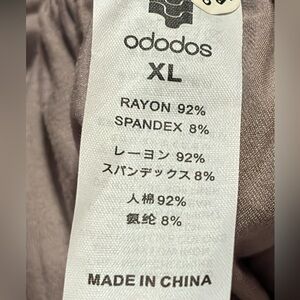 ododos
XL
RAYON 92%
SPANDEX 8%
レーヨン 92%
スパンデックス 8%
人棉92%
氨纶 8%
MADE IN CHINA